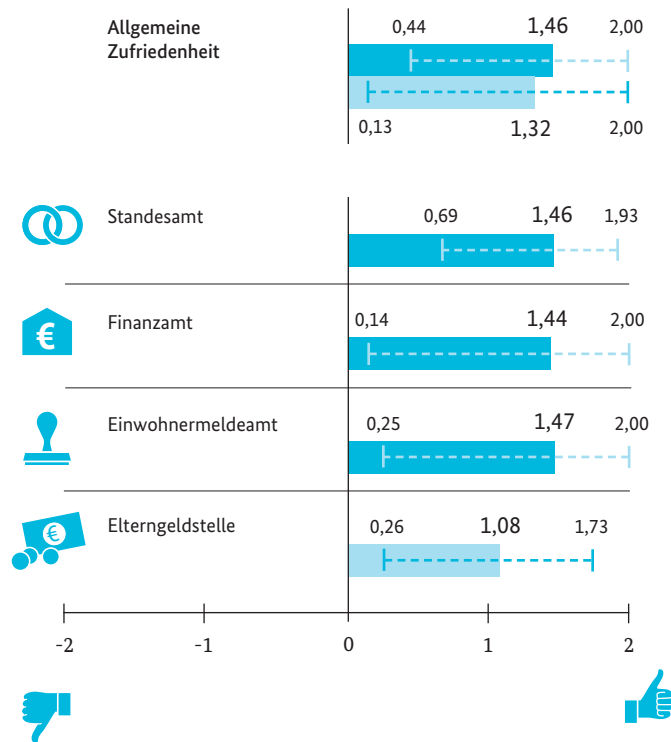 Allgemeine
Zufriedenheit
0,44 1,46 2,00
0,13 1,32 2,00
Standesamt
0,69 1,46 1,93
Finanzamt
€
0,14 1,44 2,00
Einwohnermeldeamt
0,25 1,47 2,00
Elterngeldstelle
€
0,26 1,08 1,73
-2 -1 0 1 2